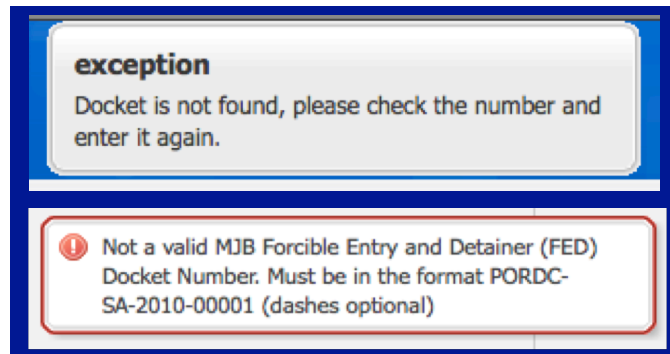 exception
Docket is not found, please check the number and
enter it again.
Not a valid MJB Forcible Entry and Detainer (FED)
Docket Number. Must be in the format PORDC-
SA-2010-00001 (dashes optional)